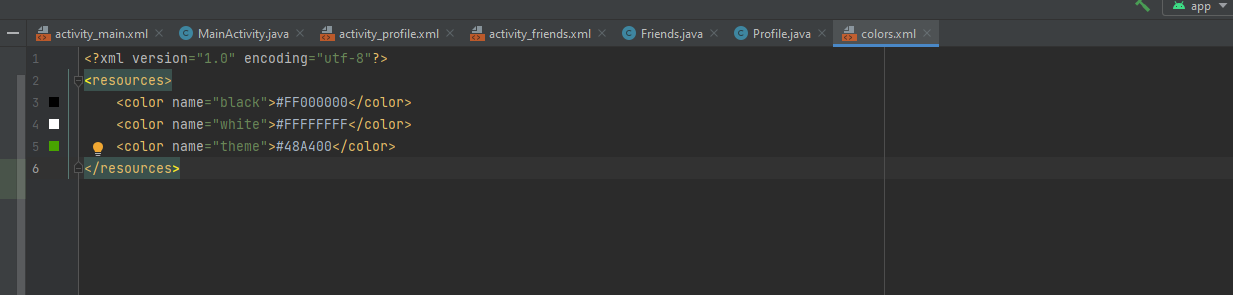 app
activity_main.xml MainActivity.java activity_profile.xml activity_friends.xml Friends.java Profile.java colors.xml
1 <?xml version="1.0" encoding="utf-8"?>
2 <resources>
3 <color name="black">#FF000000</color>
4 <color name="white">#FFFFFFFF</color>
5 <color name="theme">#48A400</color>
6 </resources>